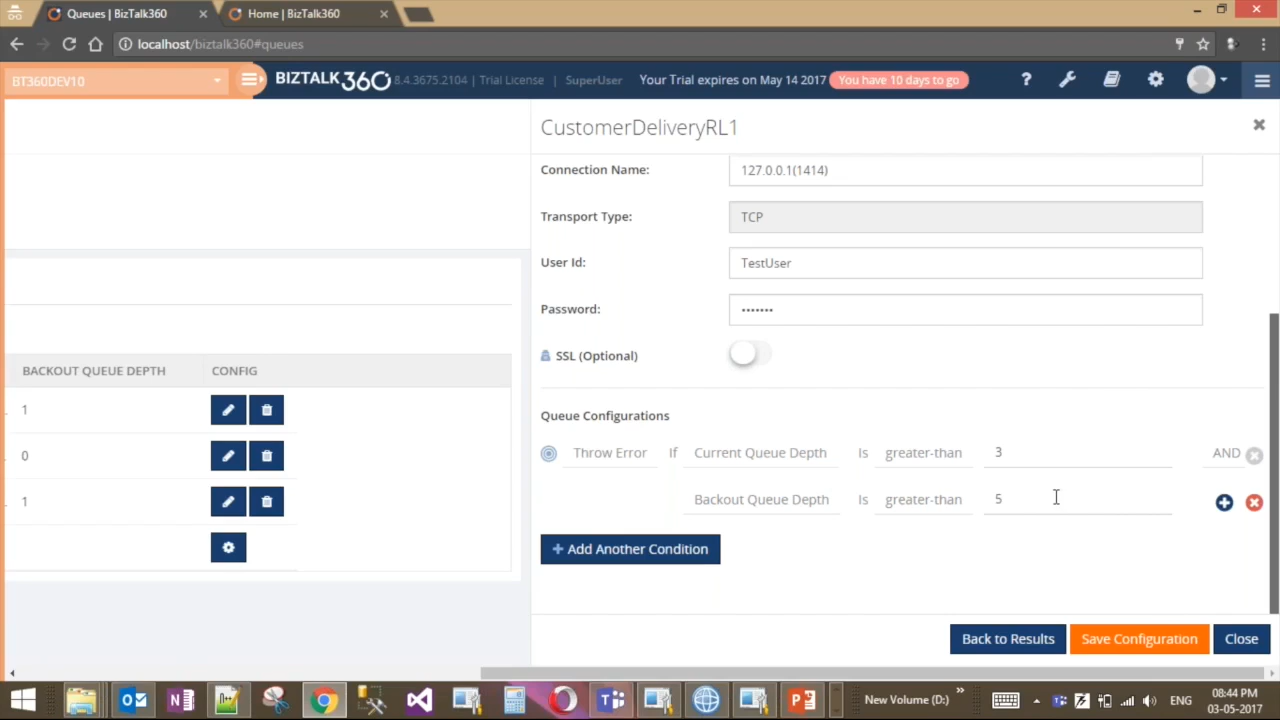 Queues | BizTalk360
Home | BizTalk360
localhost/biztalk360#queues
BT360DEV10
BIZTALK360 8.4.3675.2104 | Trial License | SuperUser Your Trial expires on May 14 2017 You have 10 days to go
CustomerDeliveryRL1
Connection Name: 127.0.0.1(1414)
Transport Type: TCP
User Id: TestUser
Password: •••••••
SSL (Optional)
BACKOUT QUEUE DEPTH CONFIG
1
0
1
Queue Configurations
Throw Error If Current Queue Depth Is greater-than 3 AND
Backout Queue Depth Is greater-than 5
+ Add Another Condition
Back to Results Save Configuration Close
New Volume (D:) » ENG 08:44 PM
03-05-2017